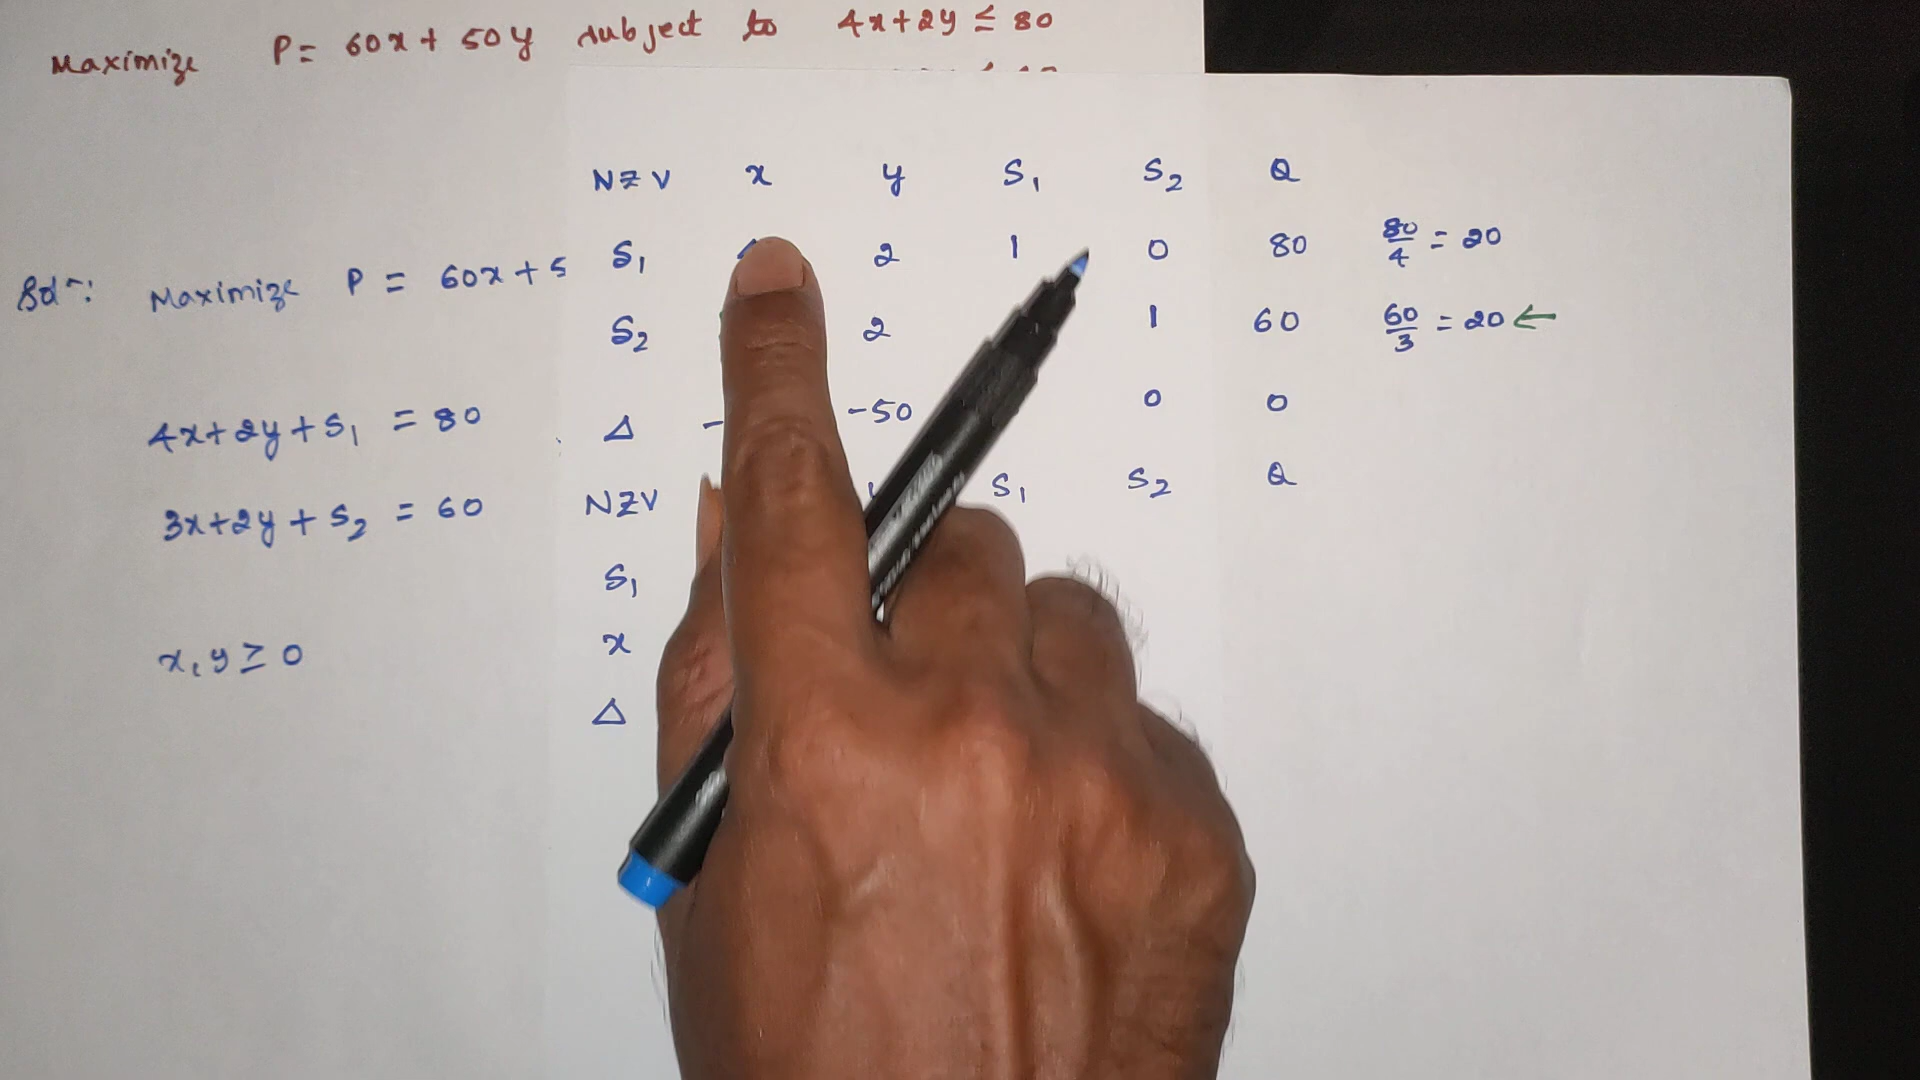 Maximize P = 60x + 50y subject to 4x+2y ≤ 80
NZV x y S₁ S₂ Q
S₁ 2 1 0 80 80/4 = 20
Solⁿ: Maximize P = 60x + 5
S₂ 2 1 60 60/3 = 20 ←
Δ - -50 0 0
4x+2y+S₁ = 80
NZV S₁ S₂ Q
3x+2y+S₂ = 60
S₁
x
x, y ≥ 0
Δ